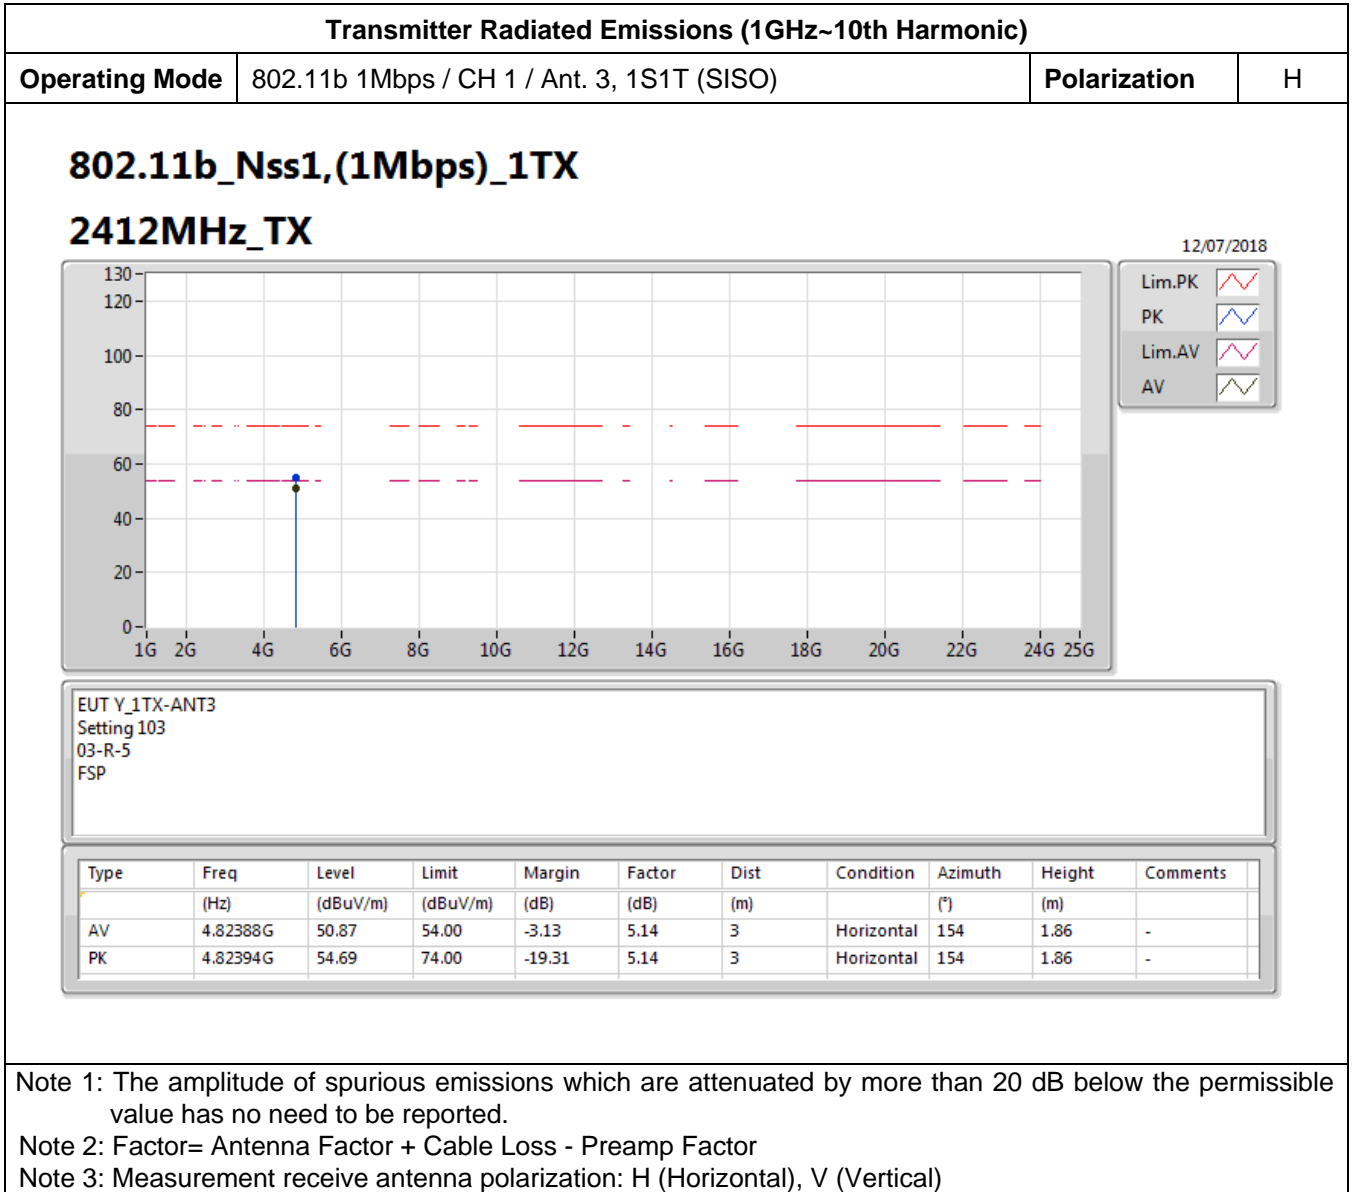 Transmitter Radiated Emissions (1GHz~10th Harmonic)
Operating Mode 802.11b 1Mbps / CH 1 / Ant. 3, 1S1T (SISO) Polarization H
802.11b_Nss1,(1Mbps)_1TX
2412MHz_TX
12/07/2018
130
120
100
80
60
40
20
0
1G 2G 4G 6G 8G 10G 12G 14G 16G 18G 20G 22G 24G 25G
Lim.PK
PK
Lim.AV
AV
EUT Y_1TX-ANT3
Setting 103
03-R-5
FSP
Type Freq Level Limit Margin Factor Dist Condition Azimuth Height Comments
(Hz) (dBuV/m) (dBuV/m) (dB) (dB) (m) (°) (m)
AV 4.82388G 50.87 54.00 -3.13 5.14 3 Horizontal 154 1.86 -
PK 4.82394G 54.69 74.00 -19.31 5.14 3 Horizontal 154 1.86 -
Note 1: The amplitude of spurious emissions which are attenuated by more than 20 dB below the permissible
value has no need to be reported.
Note 2: Factor= Antenna Factor + Cable Loss - Preamp Factor
Note 3: Measurement receive antenna polarization: H (Horizontal), V (Vertical)